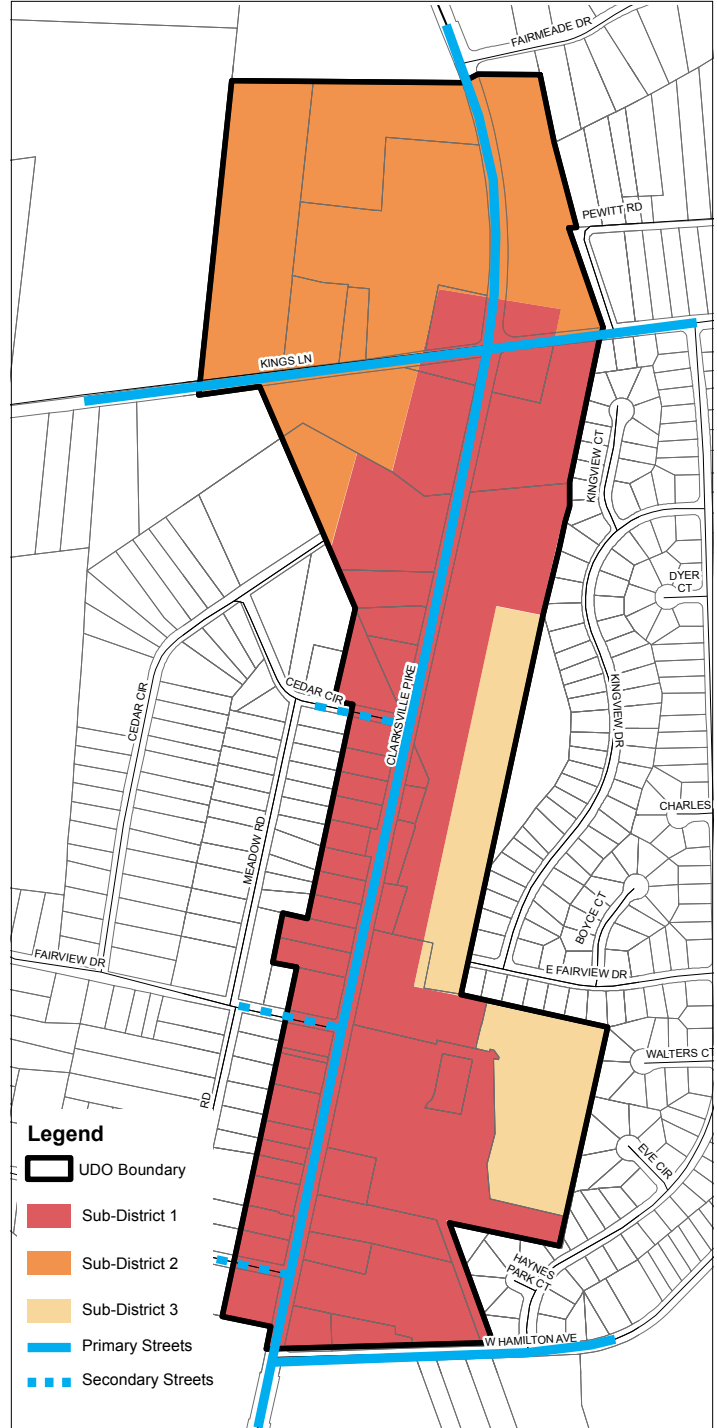 FAIRMEADE DR
PEWITT RD
KINGS LN
KINGVIEW CT
DYER
CT
CEDAR CIR
CEDAR CIR
CLARKSVILLE PIKE
KINGVIEW DR
CHARLES
MEADOW RD
BOYCE CT
FAIRVIEW DR
E FAIRVIEW DR
WALTERS CT
RD
EVE CIR
HAYNES
PARK CT
W HAMILTON AVE
Legend
UDO Boundary
Sub-District 1
Sub-District 2
Sub-District 3
Primary Streets
Secondary Streets